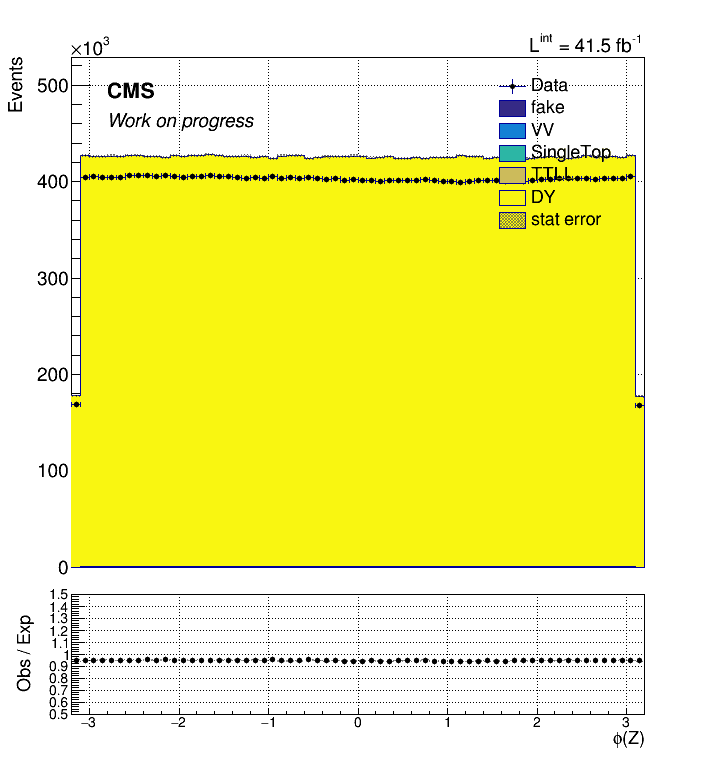 ×10³
L^int = 41.5 fb⁻¹
Events
CMS
Work on progress
Data
fake
VV
SingleTop
TTLL
DY
stat error
500
400
300
200
100
0
Obs / Exp
1.5
1.4
1.3
1.2
1.1
1
0.9
0.8
0.7
0.6
0.5
−3 −2 −1 0 1 2 3
ϕ(Z)